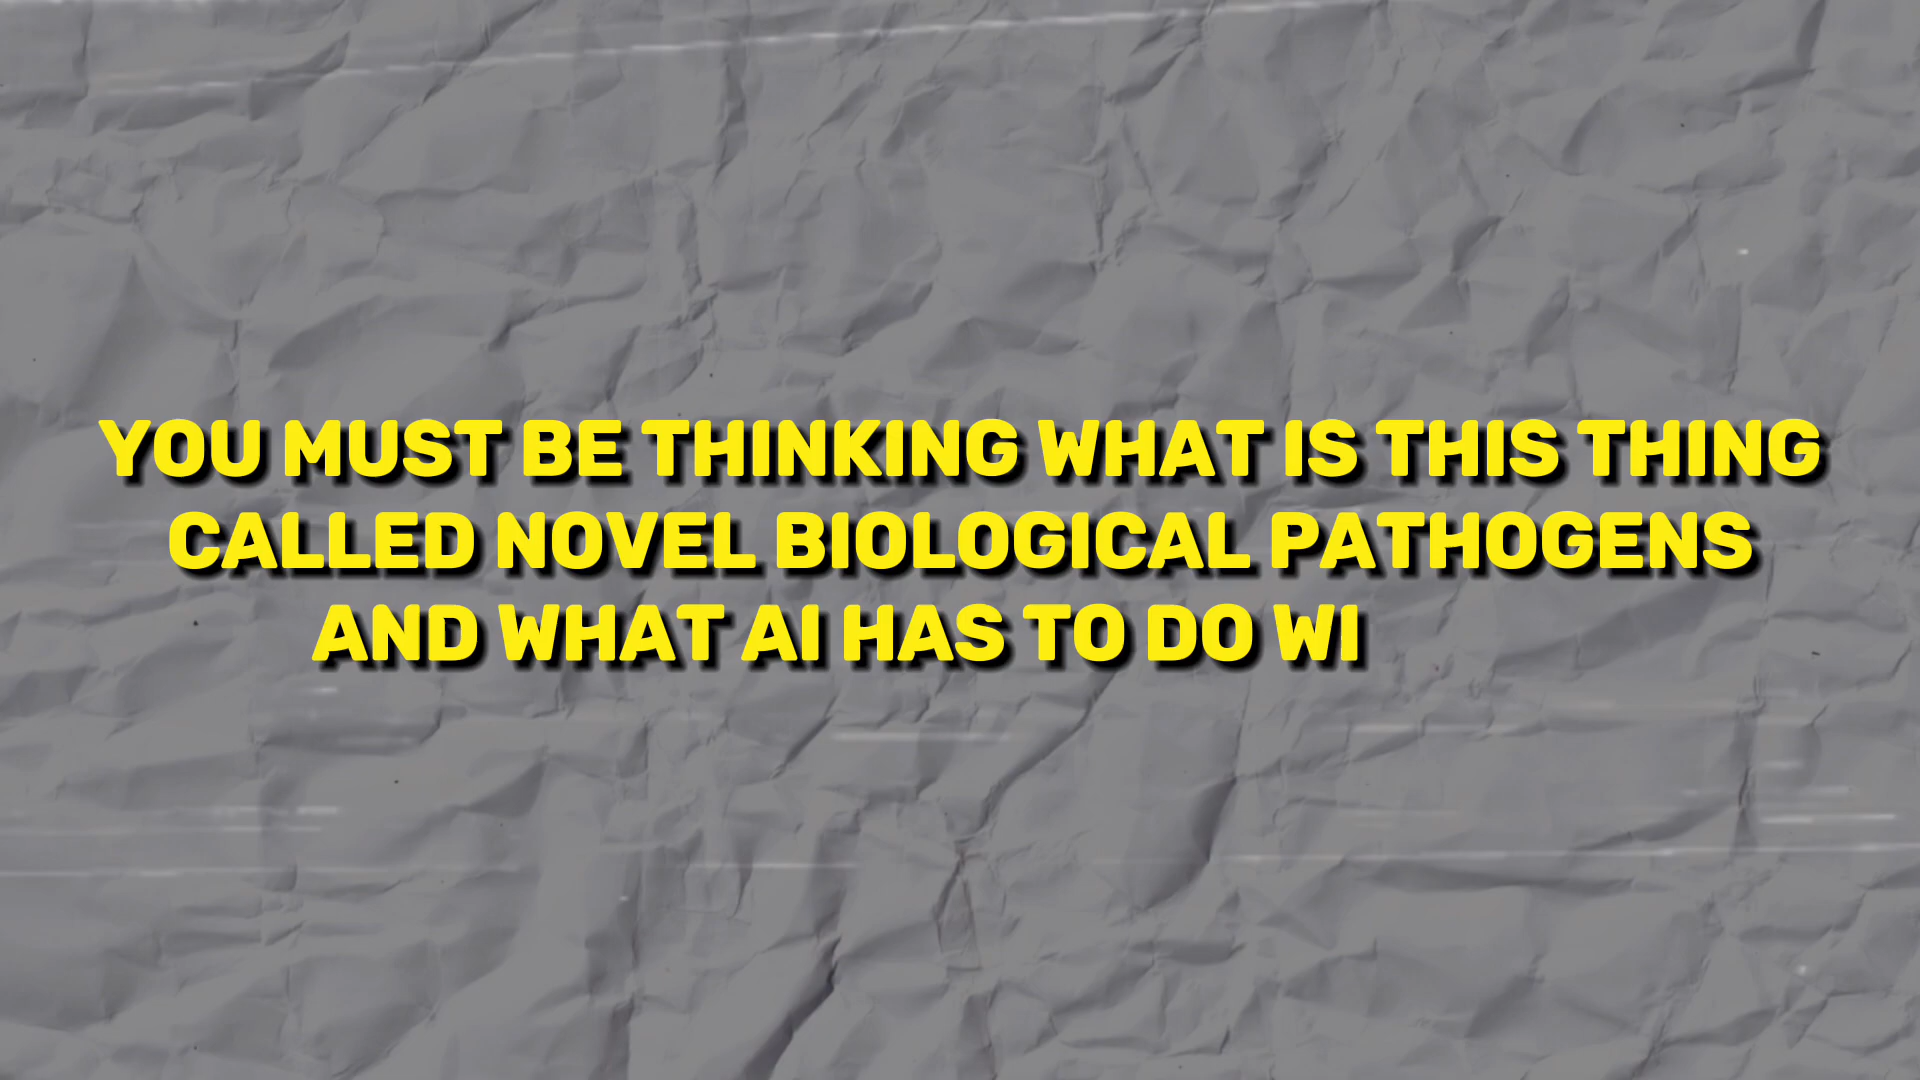 YOU MUST BE THINKING WHAT IS THIS THING
CALLED NOVEL BIOLOGICAL PATHOGENS
AND WHAT AI HAS TO DO WI